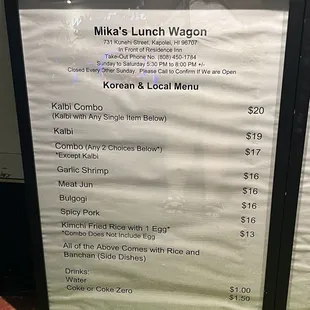 Mika's Lunch Wagon
731 Kunehi Street, Kapolei, HI 96707
In Front of Residence Inn
Take-Out Phone No. (808) 450-1784
Sunday to Saturday 5:30 PM to 8:00 PM +/-
Closed Every Other Sunday. Please Call to Confirm If We are Open
Korean & Local Menu
Kalbi Combo $20
(Kalbi with Any Single Item Below)
Kalbi $19
Combo (Any 2 Choices Below*) $17
*Except Kalbi
Garlic Shrimp $16
Meat Jun $16
Bulgogi $16
Spicy Pork $16
Kimchi Fried Rice with 1 Egg* $13
*Combo Does Not Include Egg
All of the Above Comes with Rice and
Banchan (Side Dishes)
Drinks:
Water $1.00
Coke or Coke Zero $1.50